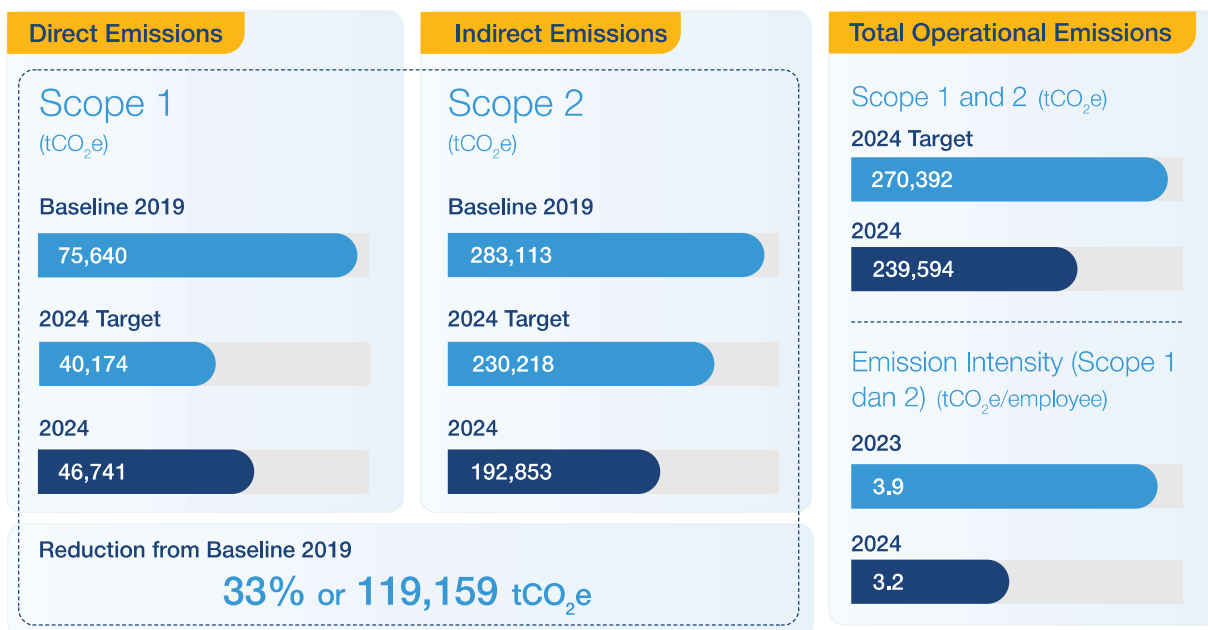 Direct Emissions
Scope 1
(tCO₂e)
Baseline 2019
75,640
2024 Target
40,174
2024
46,741
Indirect Emissions
Scope 2
(tCO₂e)
Baseline 2019
283,113
2024 Target
230,218
2024
192,853
Reduction from Baseline 2019
33% or 119,159 tCO₂e
Total Operational Emissions
Scope 1 and 2 (tCO₂e)
2024 Target
270,392
2024
239,594
Emission Intensity (Scope 1
dan 2) (tCO₂e/employee)
2023
3.9
2024
3.2